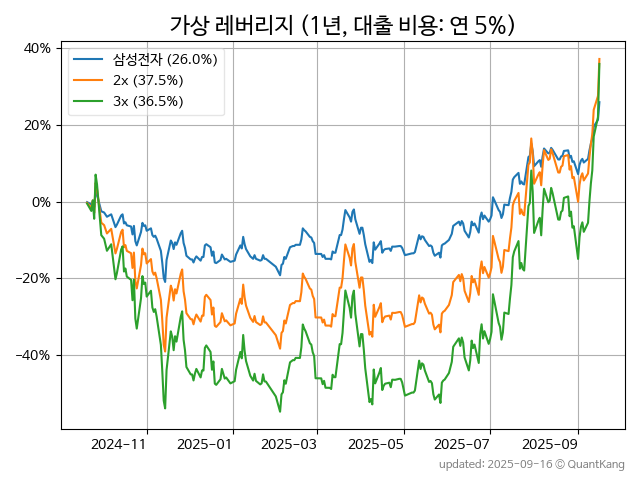 가상 레버리지 (1년, 대출 비용: 연 5%)
삼성전자 (26.0%)
2x (37.5%)
3x (36.5%)
40%
20%
0%
−20%
−40%
2024−11 2025−01 2025−03 2025−05 2025−07 2025−09
updated: 2025-09-16 © QuantKang